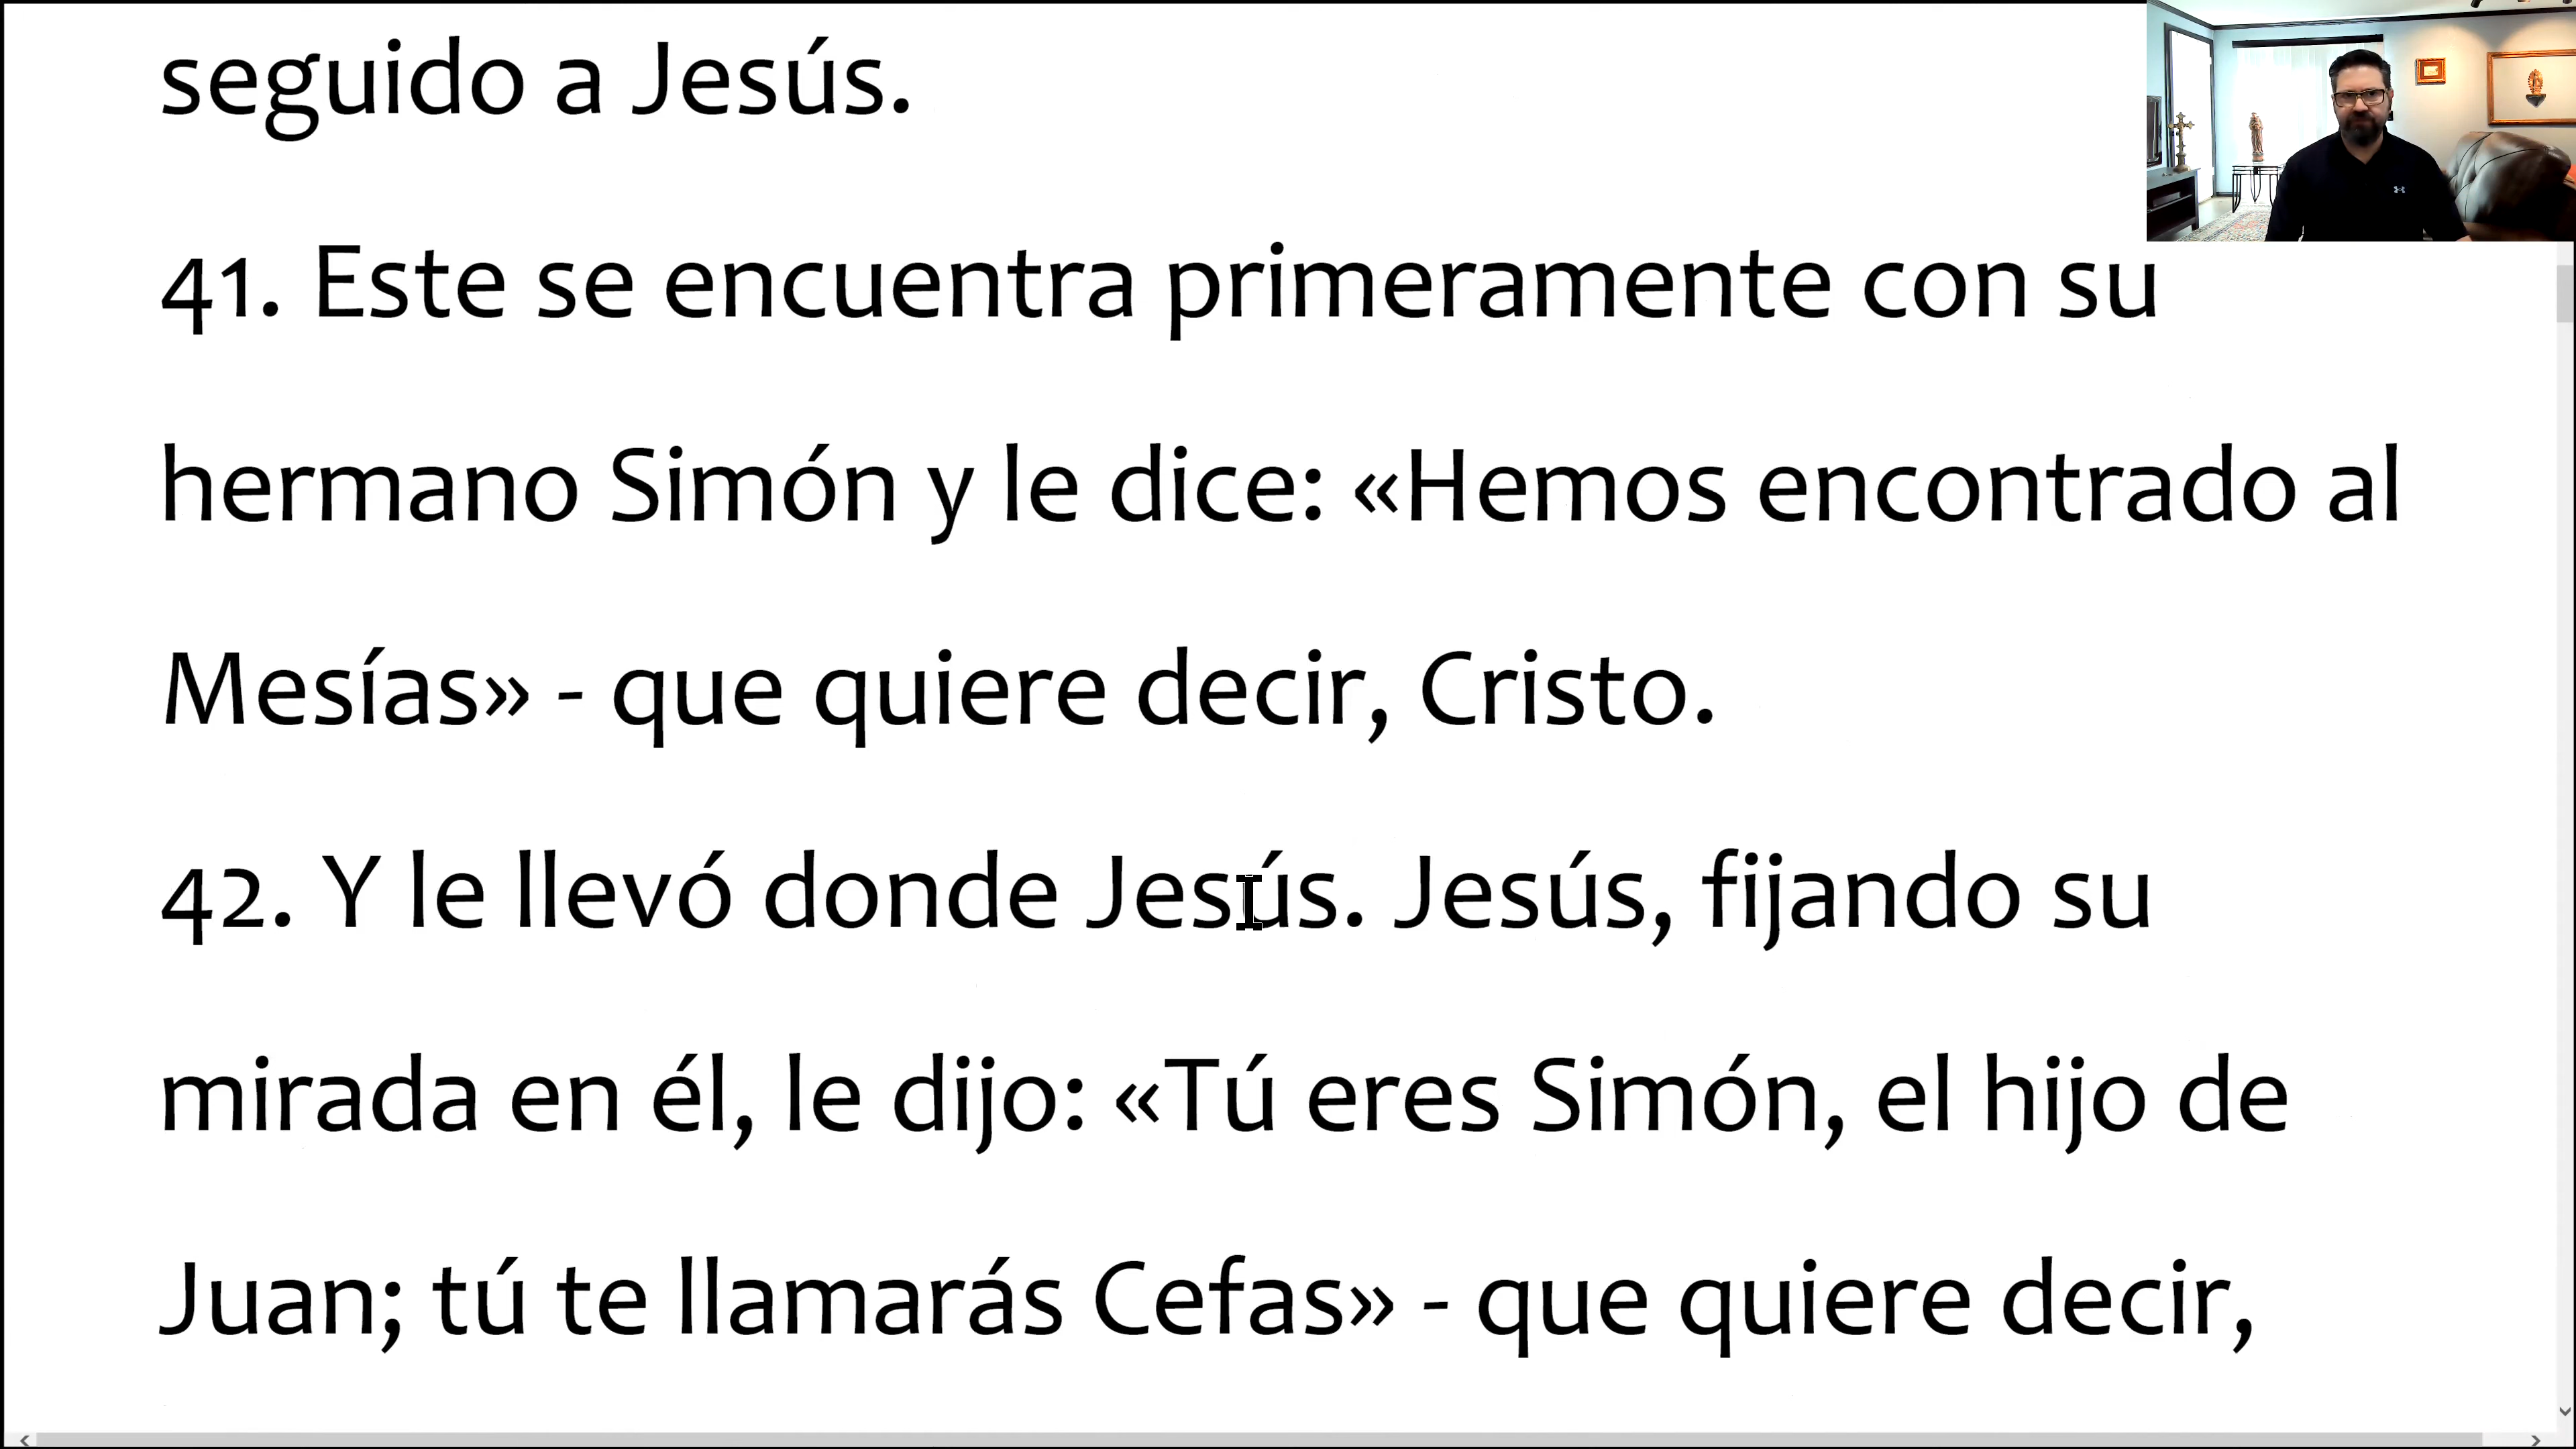 seguido a Jesús.
41. Este se encuentra primeramente con su
hermano Simón y le dice: «Hemos encontrado al
Mesías» - que quiere decir, Cristo.
42. Y le llevó donde Jesús. Jesús, fijando su
mirada en él, le dijo: «Tú eres Simón, el hijo de
Juan; tú te llamarás Cefas» - que quiere decir,